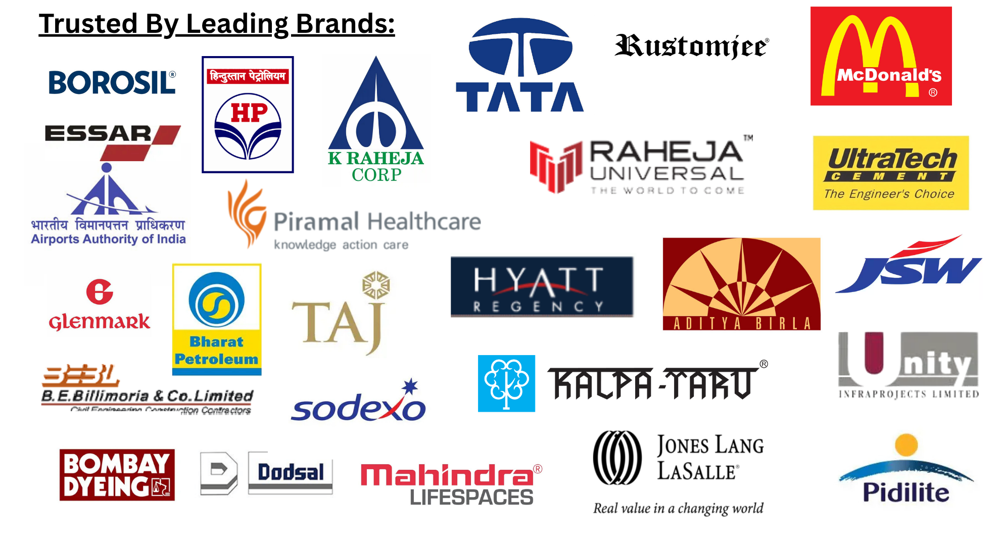 Trusted By Leading Brands:
BOROSIL®
हिन्दुस्तान पेट्रोलियम
HP
K RAHEJA
CORP
TATA
Rustomjee®
McDonald's
®
ESSAR
RAHEJA™
UNIVERSAL
THE WORLD TO COME
UltraTech
CEMENT
The Engineer's Choice
भारतीय विमानपत्तन प्राधिकरण
Airports Authority of India
Piramal Healthcare
knowledge action care
HYATT
REGENCY
ADITYA BIRLA
JSW
GLENMARK
Bharat
Petroleum
TAJ
B.E.Billimoria & Co.Limited
Civil Engineering Construction Contractors
sodexo
KALPA-TARU®
Unity
INFRAPROJECTS LIMITED
BOMBAY
DYEING
D Dodsal
Mahindra®
LIFESPACES
JONES LANG
LASALLE®
Real value in a changing world
Pidilite